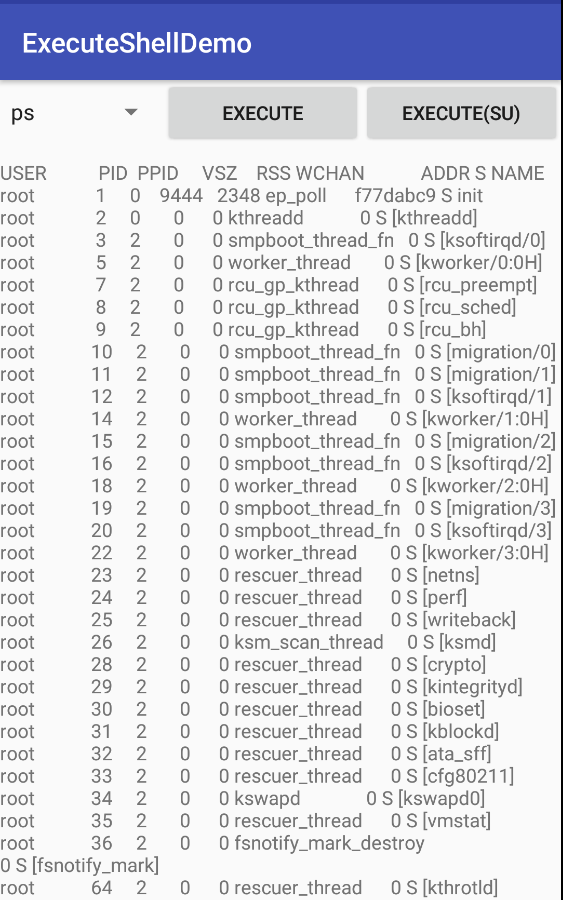 ExecuteShellDemo
ps EXECUTE EXECUTE(SU)
USER PID PPID VSZ RSS WCHAN ADDR S NAME
root 1 0 9444 2348 ep_poll f77dabc9 S init
root 2 0 0 0 kthreadd 0 S [kthreadd]
root 3 2 0 0 smpboot_thread_fn 0 S [ksoftirqd/0]
root 5 2 0 0 worker_thread 0 S [kworker/0:0H]
root 7 2 0 0 rcu_gp_kthread 0 S [rcu_preempt]
root 8 2 0 0 rcu_gp_kthread 0 S [rcu_sched]
root 9 2 0 0 rcu_gp_kthread 0 S [rcu_bh]
root 10 2 0 0 smpboot_thread_fn 0 S [migration/0]
root 11 2 0 0 smpboot_thread_fn 0 S [migration/1]
root 12 2 0 0 smpboot_thread_fn 0 S [ksoftirqd/1]
root 14 2 0 0 worker_thread 0 S [kworker/1:0H]
root 15 2 0 0 smpboot_thread_fn 0 S [migration/2]
root 16 2 0 0 smpboot_thread_fn 0 S [ksoftirqd/2]
root 18 2 0 0 worker_thread 0 S [kworker/2:0H]
root 19 2 0 0 smpboot_thread_fn 0 S [migration/3]
root 20 2 0 0 smpboot_thread_fn 0 S [ksoftirqd/3]
root 22 2 0 0 worker_thread 0 S [kworker/3:0H]
root 23 2 0 0 rescuer_thread 0 S [netns]
root 24 2 0 0 rescuer_thread 0 S [perf]
root 25 2 0 0 rescuer_thread 0 S [writeback]
root 26 2 0 0 ksm_scan_thread 0 S [ksmd]
root 28 2 0 0 rescuer_thread 0 S [crypto]
root 29 2 0 0 rescuer_thread 0 S [kintegrityd]
root 30 2 0 0 rescuer_thread 0 S [bioset]
root 31 2 0 0 rescuer_thread 0 S [kblockd]
root 32 2 0 0 rescuer_thread 0 S [ata_sff]
root 33 2 0 0 rescuer_thread 0 S [cfg80211]
root 34 2 0 0 kswapd 0 S [kswapd0]
root 35 2 0 0 rescuer_thread 0 S [vmstat]
root 36 2 0 0 fsnotify_mark_destroy
0 S [fsnotify_mark]
root 64 2 0 0 rescuer_thread 0 S [kthrotld]